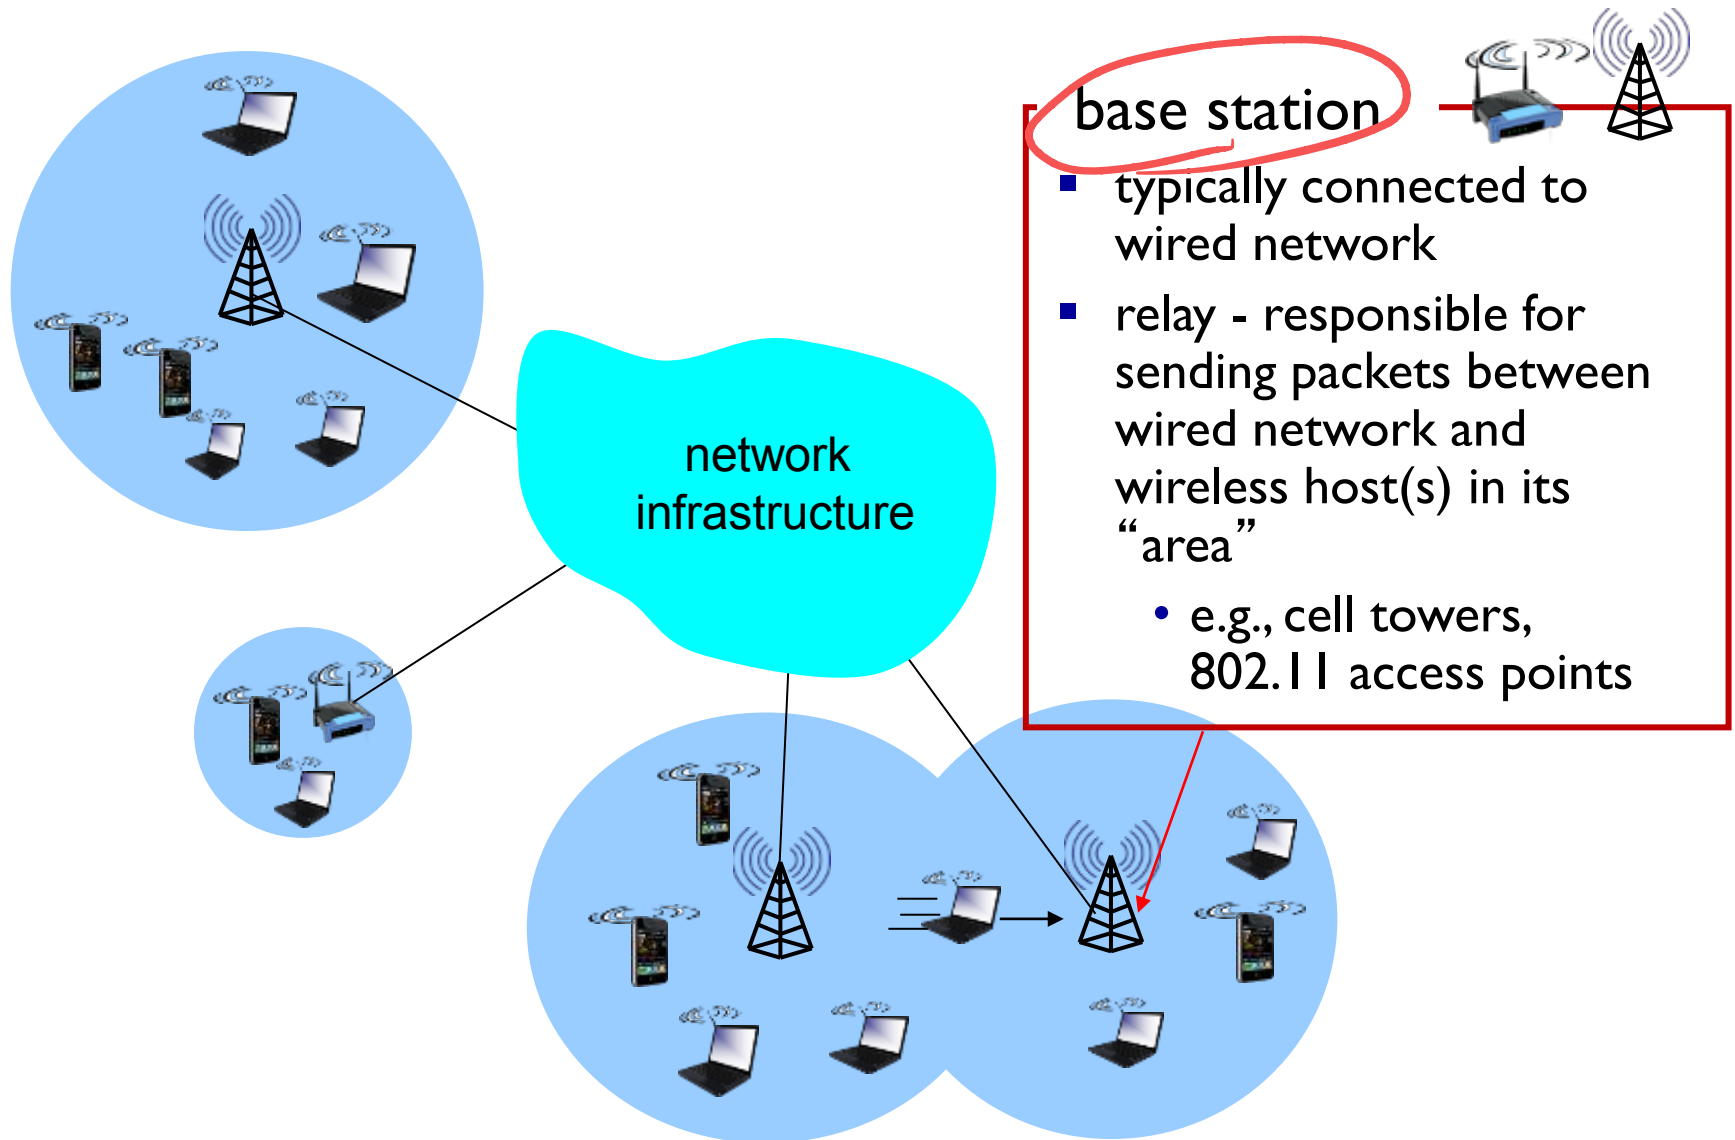 base station
typically connected to
wired network
relay - responsible for
sending packets between
wired network and
wireless host(s) in its
“area”
e.g., cell towers,
802.11 access points
network
infrastructure